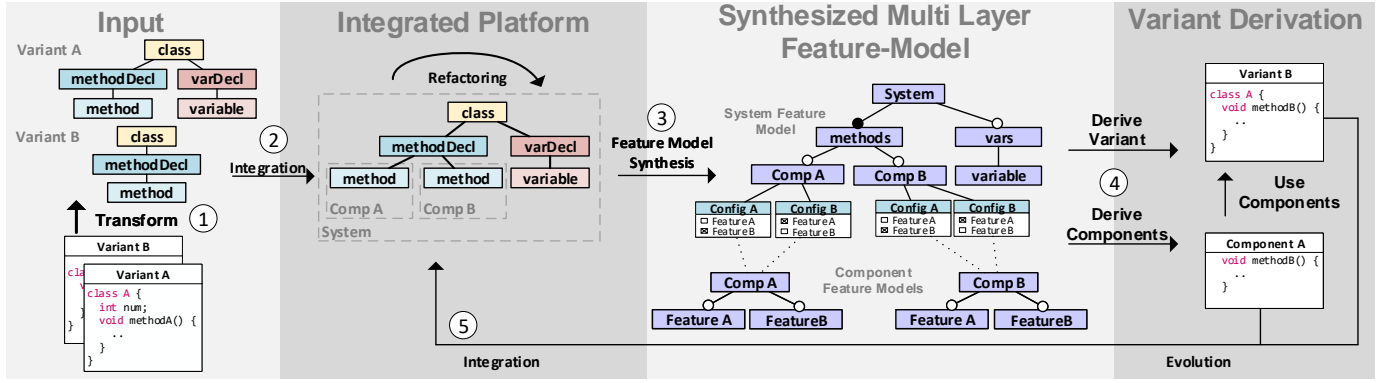 Input
Variant A
class
methodDecl
varDecl
method
variable
Variant B
class
methodDecl
method
Transform
1
Variant B
cla
v
}
}
Variant A
class A {
int num;
void methodA() {
..
}
}
2
Integration
Integrated Platform
Refactoring
class
methodDecl
varDecl
method
method
variable
Comp A
Comp B
System
3
Feature Model
Synthesis
Synthesized Multi Layer
Feature-Model
System Feature
Model
System
methods
vars
Comp A
Comp B
variable
Config A
Feature A
Feature B
Config B
Feature A
Feature B
Config A
Feature A
Feature B
Config B
Feature A
Feature B
Component
Feature Models
Comp A
Feature A
FeatureB
Comp B
Feature A
FeatureB
Derive
Variant
4
Derive
Components
Variant Derivation
Variant B
class A {
void methodB() {
..
}
}
Use
Components
Component A
void methodB() {
..
}
5
Integration
Evolution